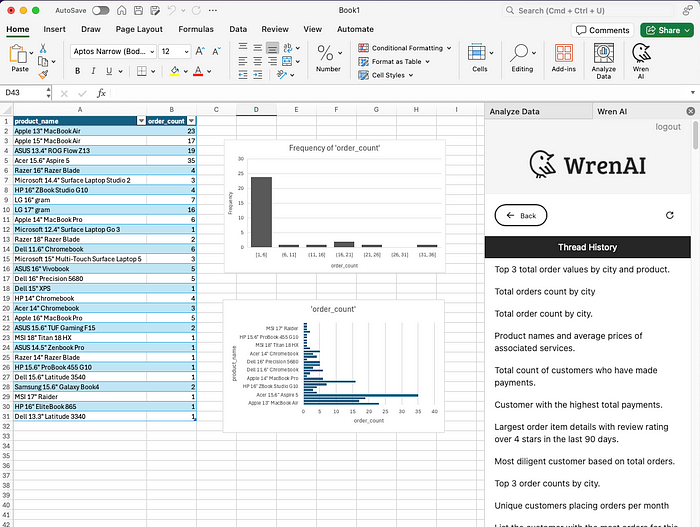 AutoSave
Book1
Search (Cmd + Ctrl + U)
Home Insert Draw Page Layout Formulas Data Review View Automate
Comments
Share
Paste
Aptos Narrow (Bod... 12
B I U
Number
Conditional Formatting
Format as Table
Cell Styles
Cells
Editing
Add-ins
Analyze Data
Wren AI
D43
fx
A B C D E F G H I
1 product_name order_count
2 Apple 13" MacBook Air 23
3 Apple 15" MacBook Air 17
4 ASUS 13.4" ROG Flow Z13 19
5 Acer 15.6" Aspire 5 35
6 Razer 16" Razer Blade 4
7 Microsoft 14.4" Surface Laptop Studio 2 3
8 HP 16" ZBook Studio G10 4
9 LG 16" gram 7
10 LG 17" gram 16
11 Apple 14" MacBook Pro 6
12 Microsoft 12.4" Surface Laptop Go 3 1
13 Razer 18" Razer Blade 2
14 Dell 11.6" Chromebook 6
15 Microsoft 15" Multi-Touch Surface Laptop 5 3
16 ASUS 16" Vivobook 5
17 Dell 16" Precision 5680 5
18 Dell 15" XPS 1
19 HP 14" Chromebook 4
20 Acer 14" Chromebook 3
21 Apple 16" MacBook Pro 5
22 ASUS 15.6" TUF Gaming F15 2
23 MSI 18" Titan 18 HX 1
24 ASUS 14.5" Zenbook Pro 1
25 Razer 14" Razer Blade 1
26 HP 15.6" ProBook 455 G10 1
27 Dell 15.6" Latitude 3540 1
28 Samsung 15.6" Galaxy Book4 2
29 MSI 17" Raider 1
30 HP 16" EliteBook 865 1
31 Dell 13.3" Latitude 3340 1
32
33
34
35
36
37
38
39
40
41
Frequency of 'order_count'
Frequency
30
25
20
15
10
5
0
[1, 6] (6, 11] (11, 16] (16, 21] (21, 26] (26, 31] (31, 36]
order_count
'order_count'
product_name
MSI 17" Raider
HP 15.6" ProBook 455 G10
MSI 18" Titan 18 HX
Acer 14" Chromebook
Dell 16" Precision 5680
Dell 11.6" Chromebook
Apple 14" MacBook Pro
HP 16" ZBook Studio G10
Acer 15.6" Aspire 5
Apple 13" MacBook Air
0 5 10 15 20 25 30 35 40
order_count
Analyze Data
Wren AI
logout
WrenAI
Back
Thread History
Top 3 total order values by city and product.
Total orders count by city
Total order count by city.
Product names and average prices of
associated services.
Total count of customers who have made
payments.
Customer with the highest total payments.
Largest order item details with review rating
over 4 stars in the last 90 days.
Most diligent customer based on total orders.
Top 3 order counts by city.
Unique customers placing orders per month
List the customer with the most orders for this